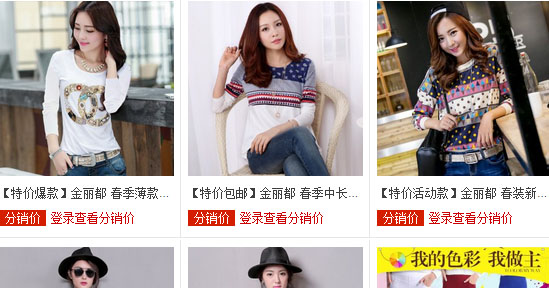 【特价爆款】金丽都 春季薄款...
【特价包邮】金丽都 春季中长...
【特价活动款】金丽都 春装新...
分销价 登录查看分销价
分销价 登录查看分销价
分销价 登录查看分销价
我的色彩 我做主